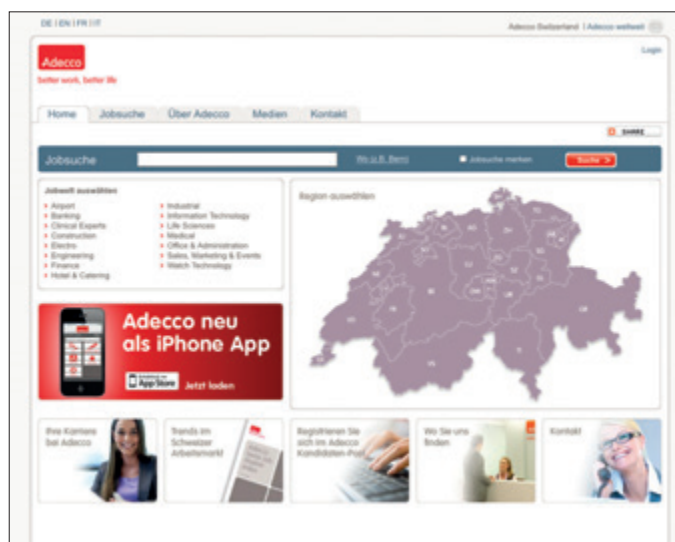 DE | EN | FR | IT
Adecco Switzerland | Adecco weltweit
Login
Adecco
better work, better life
Home
Jobsuche
Über Adecco
Medien
Kontakt
SHARE
Jobsuche
Wo (z.B. Bern)
Jobsuche merken
Suche >
Jobwelt auswählen
Airport
Banking
Clinical Experts
Construction
Electro
Engineering
Finance
Hotel & Catering
Industrial
Information Technology
Life Sciences
Medical
Office & Administration
Sales, Marketing & Events
Watch Technology
Region auswählen
Adecco neu
als iPhone App
App Store
Jetzt laden
Ihre Karriere
bei Adecco
Trends im
Schweizer
Arbeitsmarkt
Registrieren Sie
sich im Adecco
Kandidaten-Pool
Wo Sie uns
finden
Kontakt